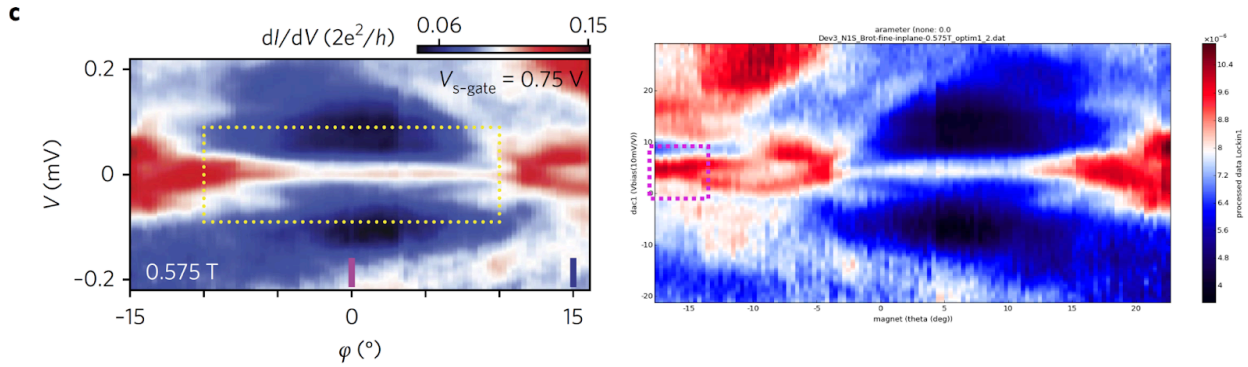 c
dI/dV (2e²/h)
0.06
0.15
V (mV)
0.2
0
−0.2
Vs-gate = 0.75 V
0.575 T
−15
0
15
φ (°)
arameter (none: 0.0
Dev3_N1S_Brot-fine-inplane-0.575T_optim1_2.dat
dac1 (Vbias(10mV/V))
20
10
0
-10
-20
-15
-10
-5
0
5
10
15
20
magnet (theta (deg))
×10⁻⁶
10.4
9.6
8.8
8.0
7.2
6.4
5.6
4.8
4
processed data Lockin1